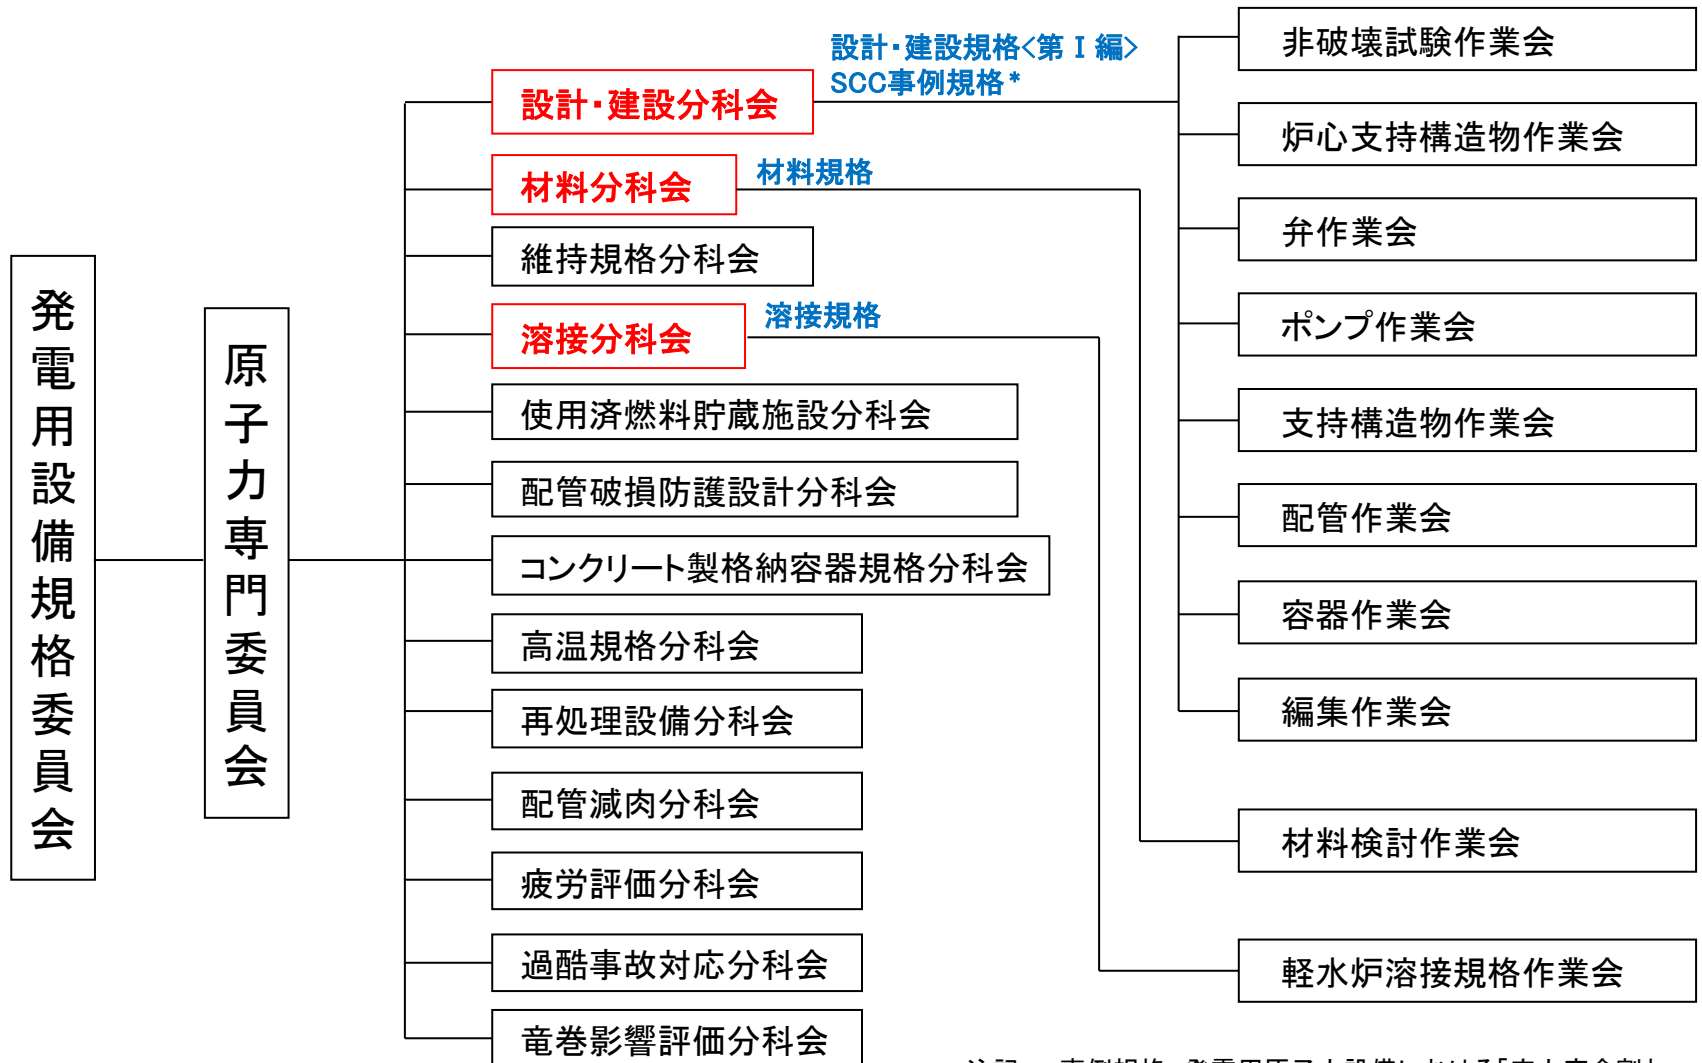 発電用設備規格委員会
原子力専門委員会
設計・建設分科会
材料分科会
維持規格分科会
溶接分科会
使用済燃料貯蔵施設分科会
配管破損防護設計分科会
コンクリート製格納容器規格分科会
高温規格分科会
再処理設備分科会
配管減肉分科会
疲労評価分科会
過酷事故対応分科会
竜巻影響評価分科会
設計・建設規格<第Ⅰ編>
SCC事例規格*
材料規格
溶接規格
非破壊試験作業会
炉心支持構造物作業会
弁作業会
ポンプ作業会
支持構造物作業会
配管作業会
容器作業会
編集作業会
材料検討作業会
軽水炉溶接規格作業会